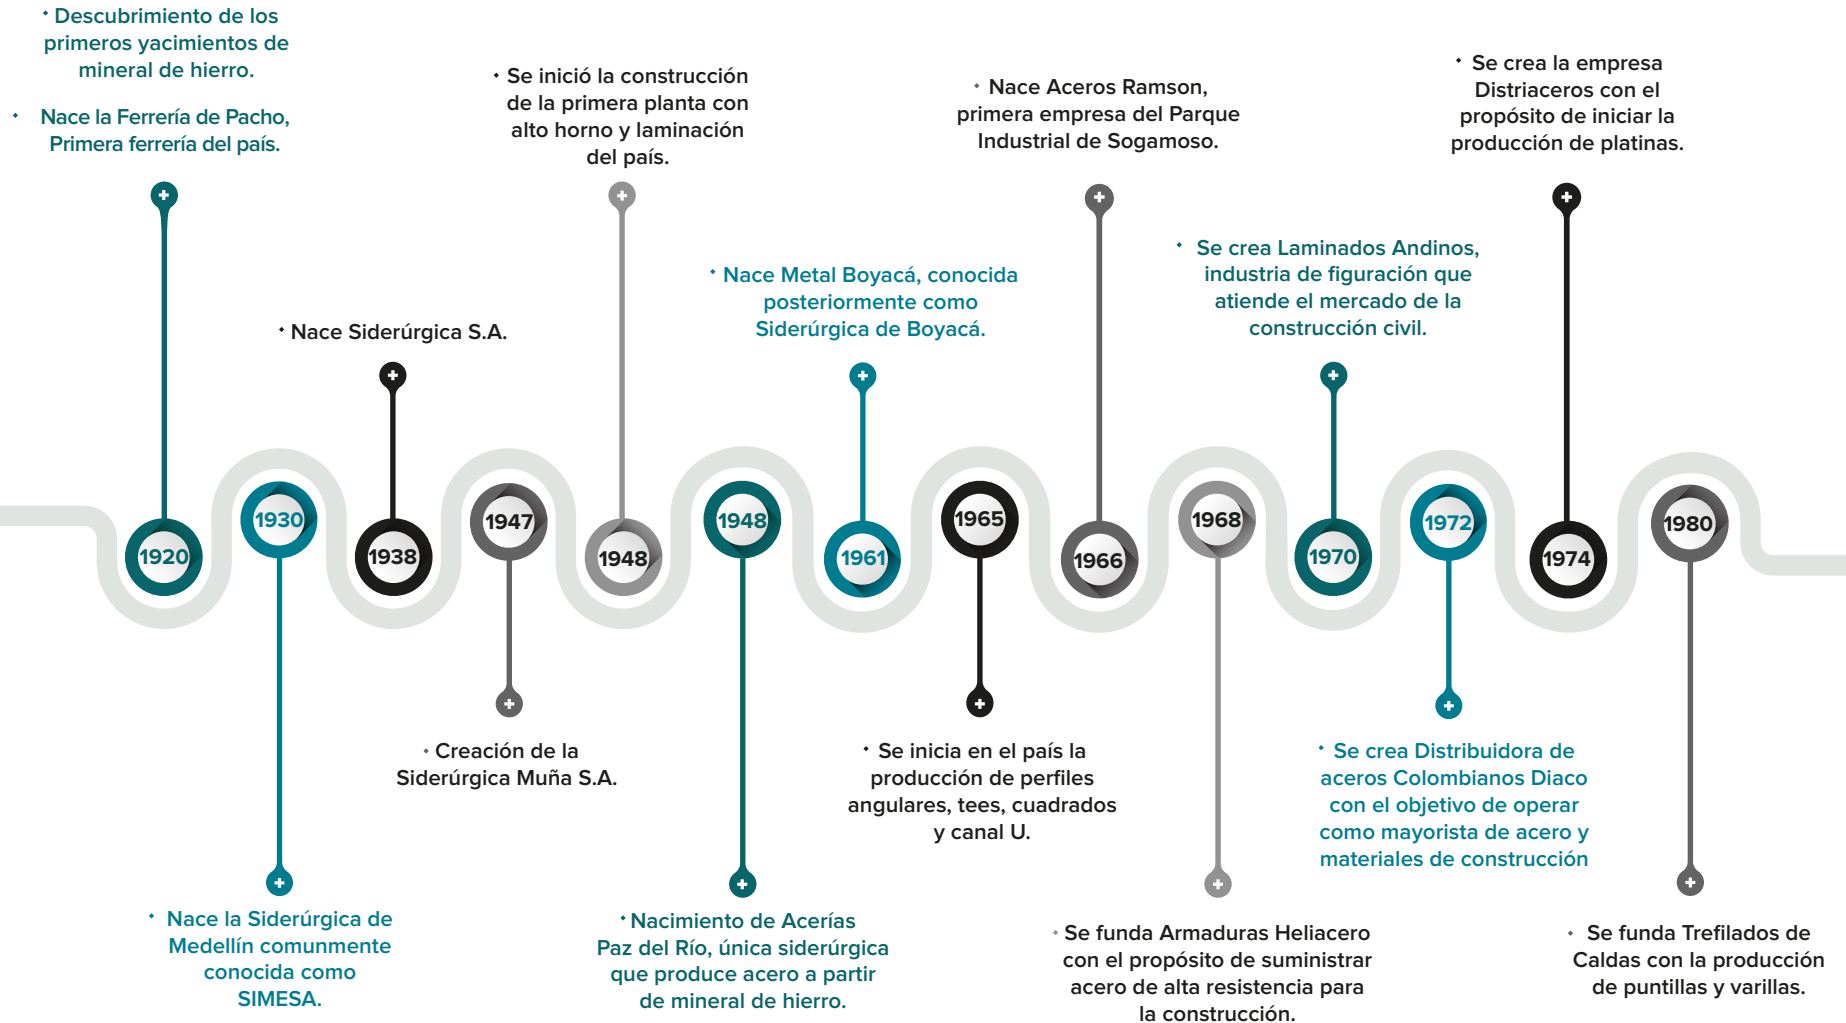 · Descubrimiento de los
primeros yacimientos de
mineral de hierro.
· Nace la Ferrería de Pacho,
Primera ferrería del país.
1920
1930
· Nace la Siderúrgica de
Medellín comunmente
conocida como
SIMESA.
· Nace Siderúrgica S.A.
1938
1947
· Creación de la
Siderúrgica Muña S.A.
· Se inició la construcción
de la primera planta con
alto horno y laminación
del país.
1948
1948
· Nacimiento de Acerías
Paz del Río, única siderúrgica
que produce acero a partir
de mineral de hierro.
· Nace Metal Boyacá, conocida
posteriormente como
Siderúrgica de Boyacá.
1961
1965
· Se inicia en el país la
producción de perfiles
angulares, tees, cuadrados
y canal U.
· Nace Aceros Ramson,
primera empresa del Parque
Industrial de Sogamoso.
1966
1968
· Se funda Armaduras Heliacero
con el propósito de suministrar
acero de alta resistencia para
la construcción.
· Se crea Laminados Andinos,
industria de figuración que
atiende el mercado de la
construcción civil.
1970
1972
· Se crea Distribuidora de
aceros Colombianos Diaco
con el objetivo de operar
como mayorista de acero y
materiales de construcción
· Se crea la empresa
Distriaceros con el
propósito de iniciar la
producción de platinas.
1974
1980
· Se funda Trefilados de
Caldas con la producción
de puntillas y varillas.